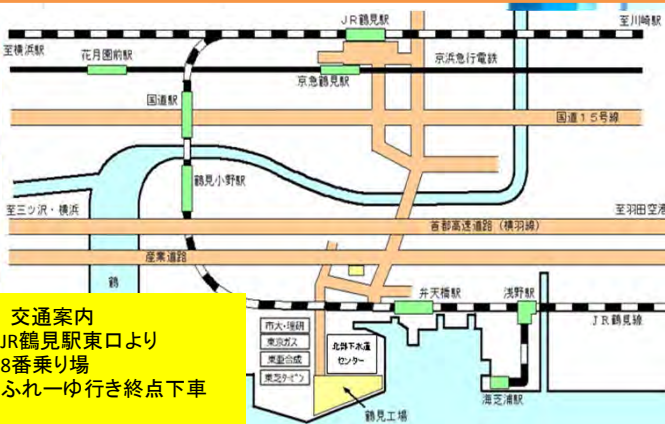 JR鶴見駅
至川崎駅
至横浜駅
花月園前駅
京浜急行電鉄
京急鶴見駅
国道駅
国道15号線
鶴見小野駅
至三ツ沢・横浜
至羽田空港
首都高速道路（横羽線）
産業道路
鶴
弁天橋駅
浅野駅
JR鶴見線
市大・理研
東京ガス
東亜合成
東芝タービン
北部下水道
センター
海芝浦駅
鶴見工場
交通案内
JR鶴見駅東口より
8番乗り場
ふれーゆ行き終点下車